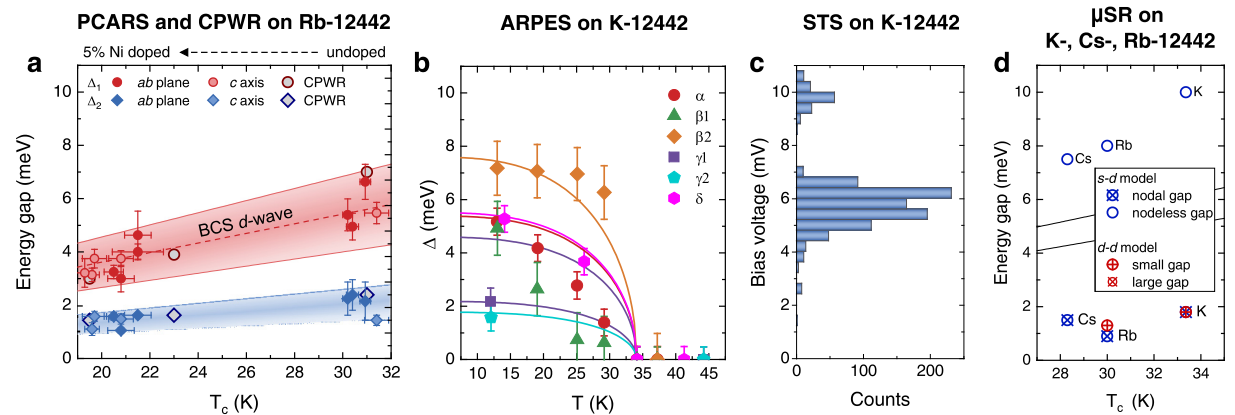 PCARS and CPWR on Rb-12442
5% Ni doped
undoped
a
Δ1 ab plane c axis CPWR
Δ2 ab plane c axis CPWR
BCS d-wave
Energy gap (meV)
10
8
6
4
2
0
20 22 24 26 28 30 32
Tc (K)
ARPES on K-12442
b
α
β1
β2
γ1
γ2
δ
Δ (meV)
10
8
6
4
2
0
10 15 20 25 30 35 40 45
T (K)
STS on K-12442
c
Bias voltage (mV)
10
8
6
4
2
0
0 100 200
Counts
μSR on
K-, Cs-, Rb-12442
d
K
Rb
Cs
s-d model
nodal gap
nodeless gap
d-d model
small gap
large gap
Cs
Rb
K
Energy gap (meV)
10
8
6
4
2
0
28 30 32 34
Tc (K)